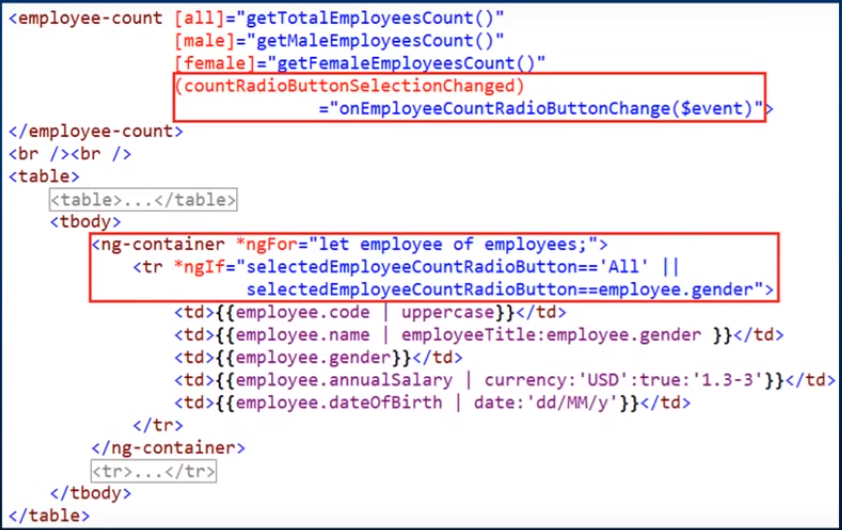 <employee-count [all]="getTotalEmployeesCount()"
[male]="getMaleEmployeesCount()"
[female]="getFemaleEmployeesCount()"
(countRadioButtonSelectionChanged)
="onEmployeeCountRadioButtonChange($event)">
</employee-count>
<br /><br />
<table>
<table>...</table>
<tbody>
<ng-container *ngFor="let employee of employees;">
<tr *ngIf="selectedEmployeeCountRadioButton=='All' ||
selectedEmployeeCountRadioButton==employee.gender">
<td>{{employee.code | uppercase}}</td>
<td>{{employee.name | employeeTitle:employee.gender }}</td>
<td>{{employee.gender}}</td>
<td>{{employee.annualSalary | currency:'USD':true:'1.3-3'}}</td>
<td>{{employee.dateOfBirth | date:'dd/MM/y'}}</td>
</tr>
</ng-container>
<tr>...</tr>
</tbody>
</table>